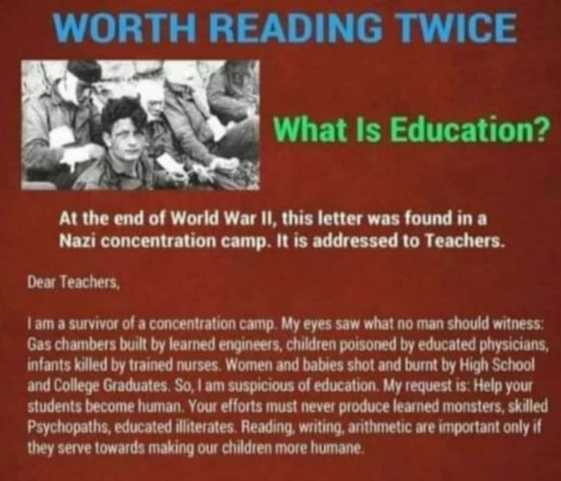 WORTH READING TWICE
What Is Education?
At the end of World War II, this letter was found in a
Nazi concentration camp. It is addressed to Teachers.
Dear Teachers,
I am a survivor of a concentration camp. My eyes saw what no man should witness:
Gas chambers built by learned engineers, children poisoned by educated physicians,
infants killed by trained nurses. Women and babies shot and burnt by High School
and College Graduates. So, I am suspicious of education. My request is: Help your
students become human. Your efforts must never produce learned monsters, skilled
Psychopaths, educated illiterates. Reading, writing, arithmetic are important only if
they serve towards making our children more humane.